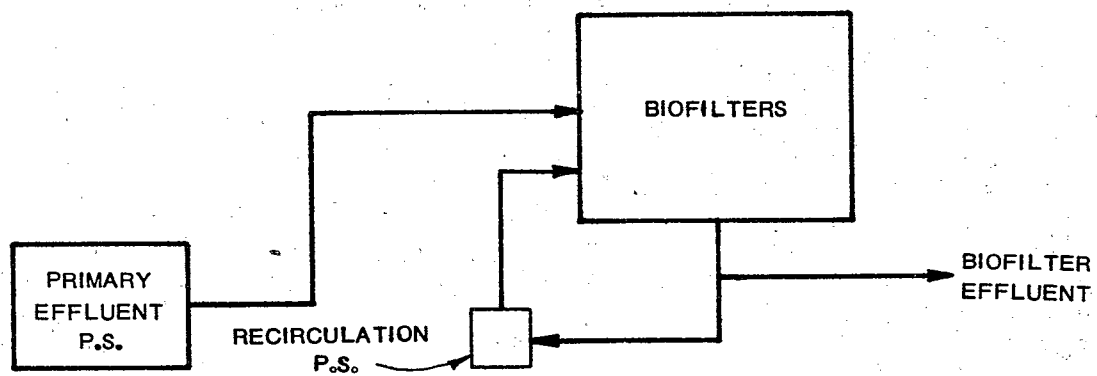 BIOFILTERS
PRIMARY
EFFLUENT
P.S.
RECIRCULATION
P.S.
BIOFILTER
EFFLUENT